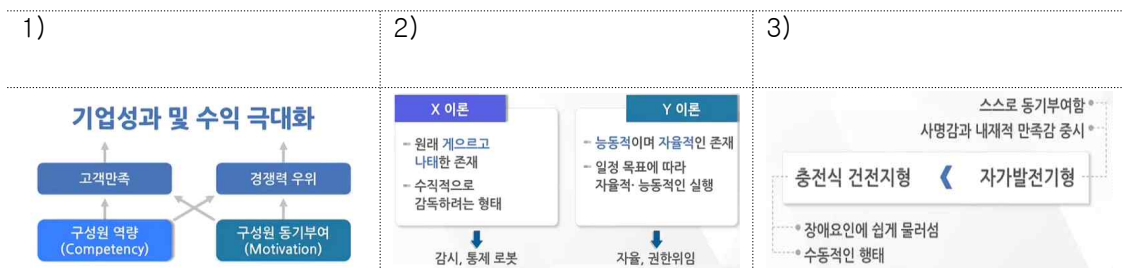 1)
2)
3)
기업성과 및 수익 극대화
고객만족
경쟁력 우위
구성원 역량
(Competency)
구성원 동기부여
(Motivation)
X 이론
- 원래 게으르고
나태한 존재
- 수직적으로
감독하려는 형태
감시, 통제 로봇
Y 이론
- 능동적이며 자율적인 존재
- 일정 목표에 따라
자율적· 능동적인 실행
자율, 권한위임
스스로 동기부여함
사명감과 내재적 만족감 중시
충전식 건전지형 《 자가발전기형
장애요인에 쉽게 물러섬
수동적인 행태